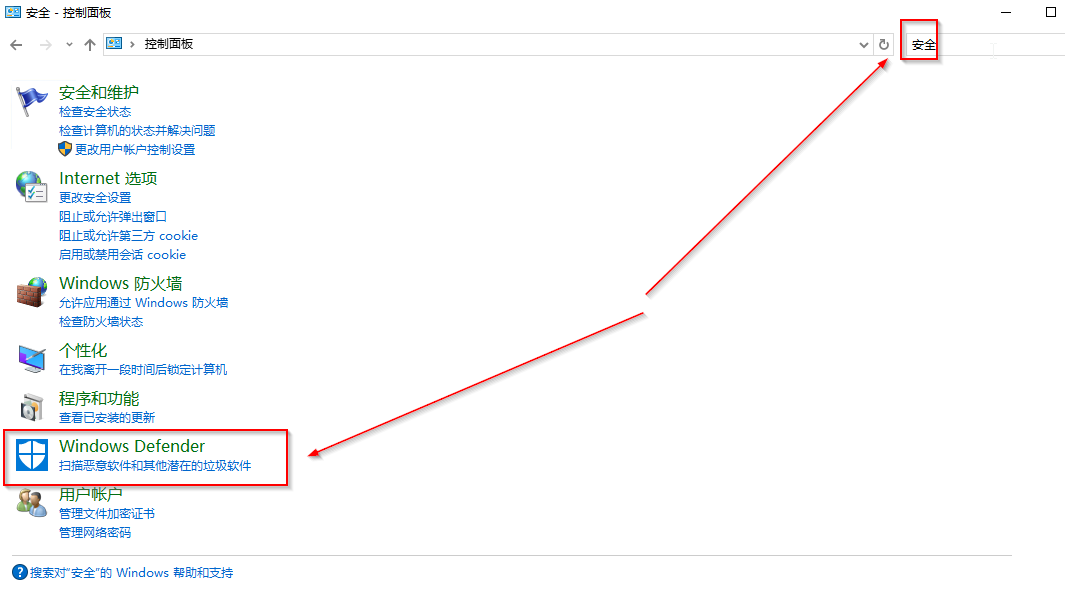 安全 - 控制面板
控制面板
安全
安全和维护
检查安全状态
检查计算机的状态并解决问题
更改用户帐户控制设置
Internet 选项
更改安全设置
阻止或允许弹出窗口
阻止或允许第三方 cookie
启用或禁用会话 cookie
Windows 防火墙
允许应用通过 Windows 防火墙
检查防火墙状态
个性化
在我离开一段时间后锁定计算机
程序和功能
查看已安装的更新
Windows Defender
扫描恶意软件和其他潜在的垃圾软件
用户帐户
管理文件加密证书
管理网络密码
?搜索对"安全"的 Windows 帮助和支持